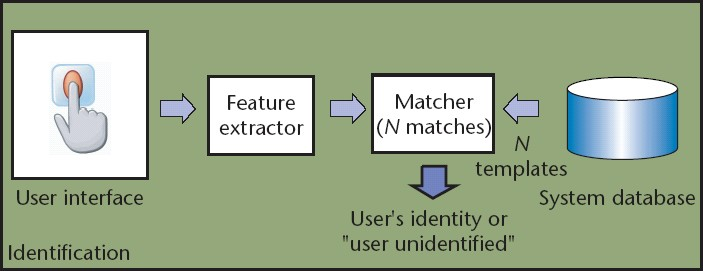 Feature
extractor
Matcher
(N matches)
N
templates
User interface
System database
User's identity or
"user unidentified"
Identification